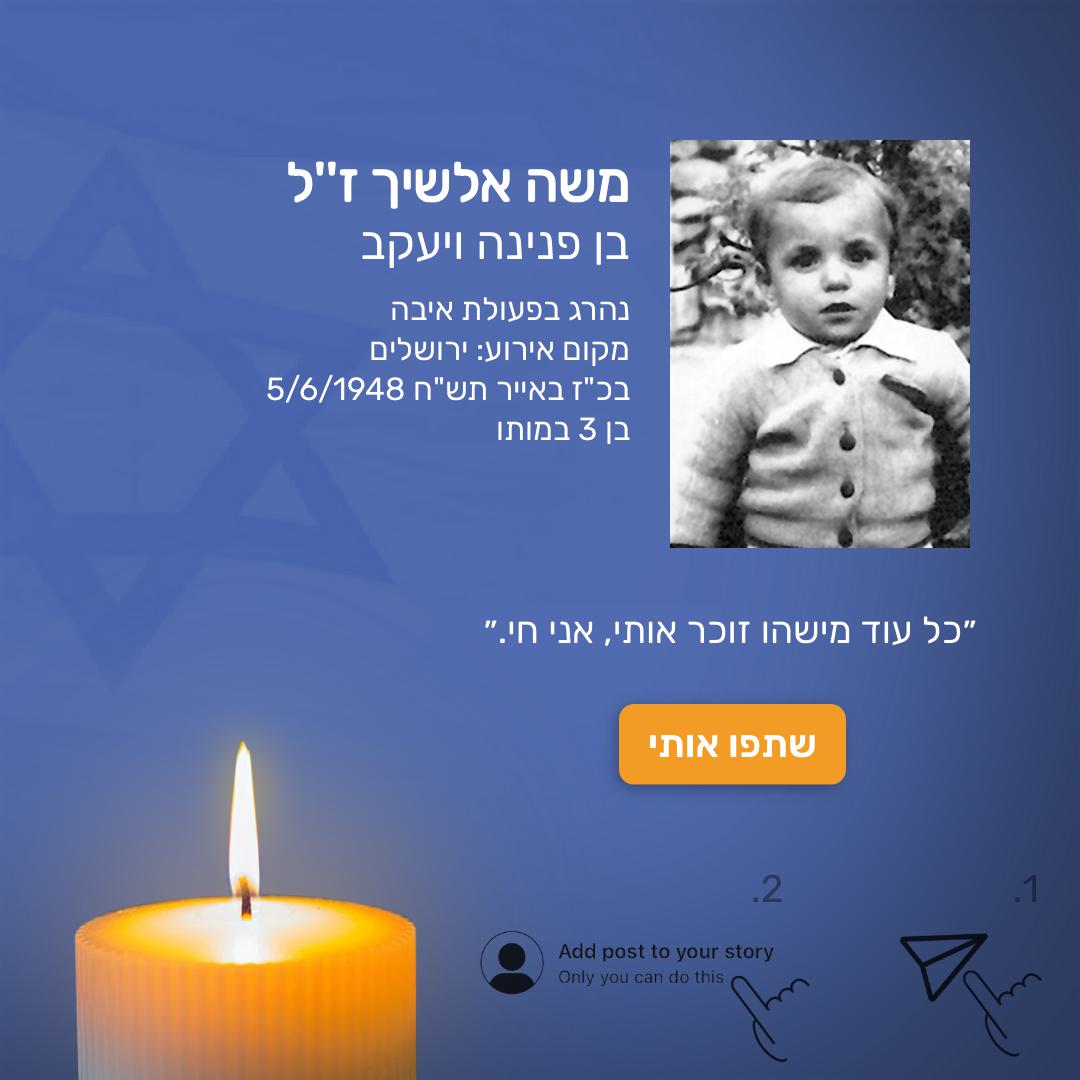 משה אלשיך ז"ל
בן פנינה ויעקב
נהרג בפעולת איבה
מקום אירוע: ירושלים
בכ"ז באייר תש"ח 5/6/1948
בן 3 במותו
״כל עוד מישהו זוכר אותי, אני חי.״
שתפו אותי
.1
.2
Add post to your story
Only you can do this